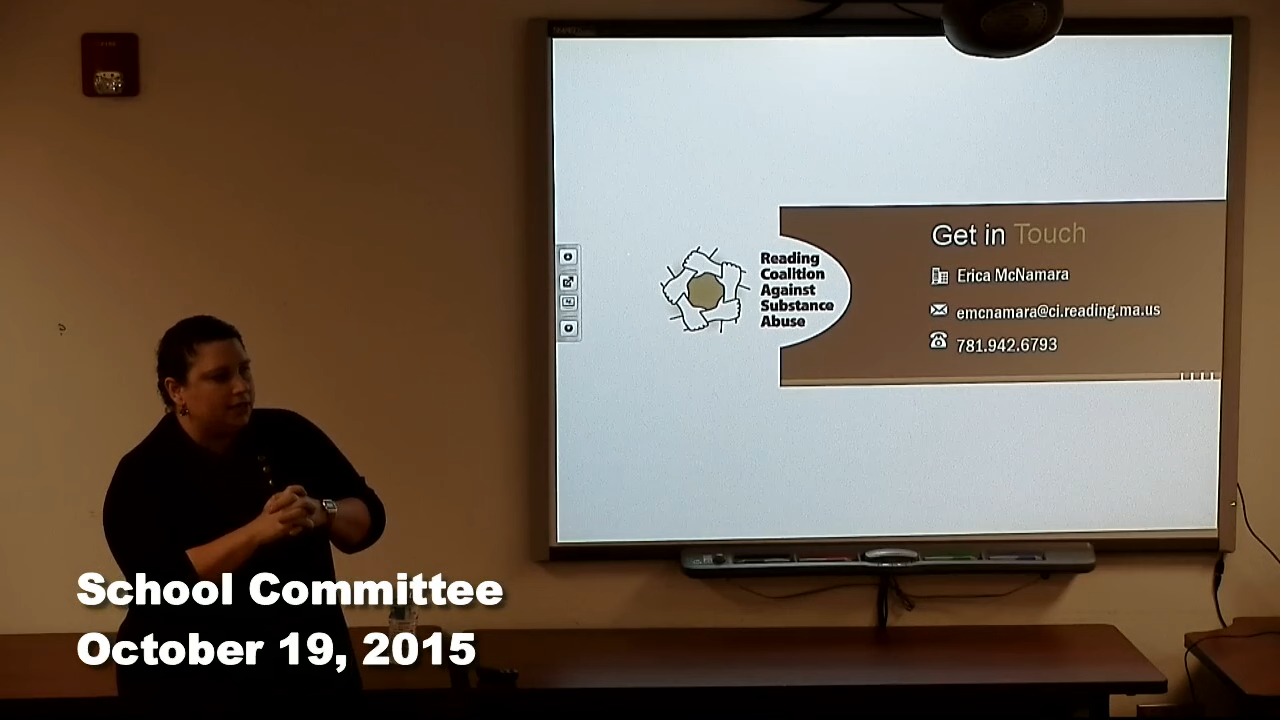 Get in Touch
Reading
Coalition
Against
Substance
Abuse
Erica McNamara
emcnamara@ci.reading.ma.us
781.942.6793
School Committee
October 19, 2015